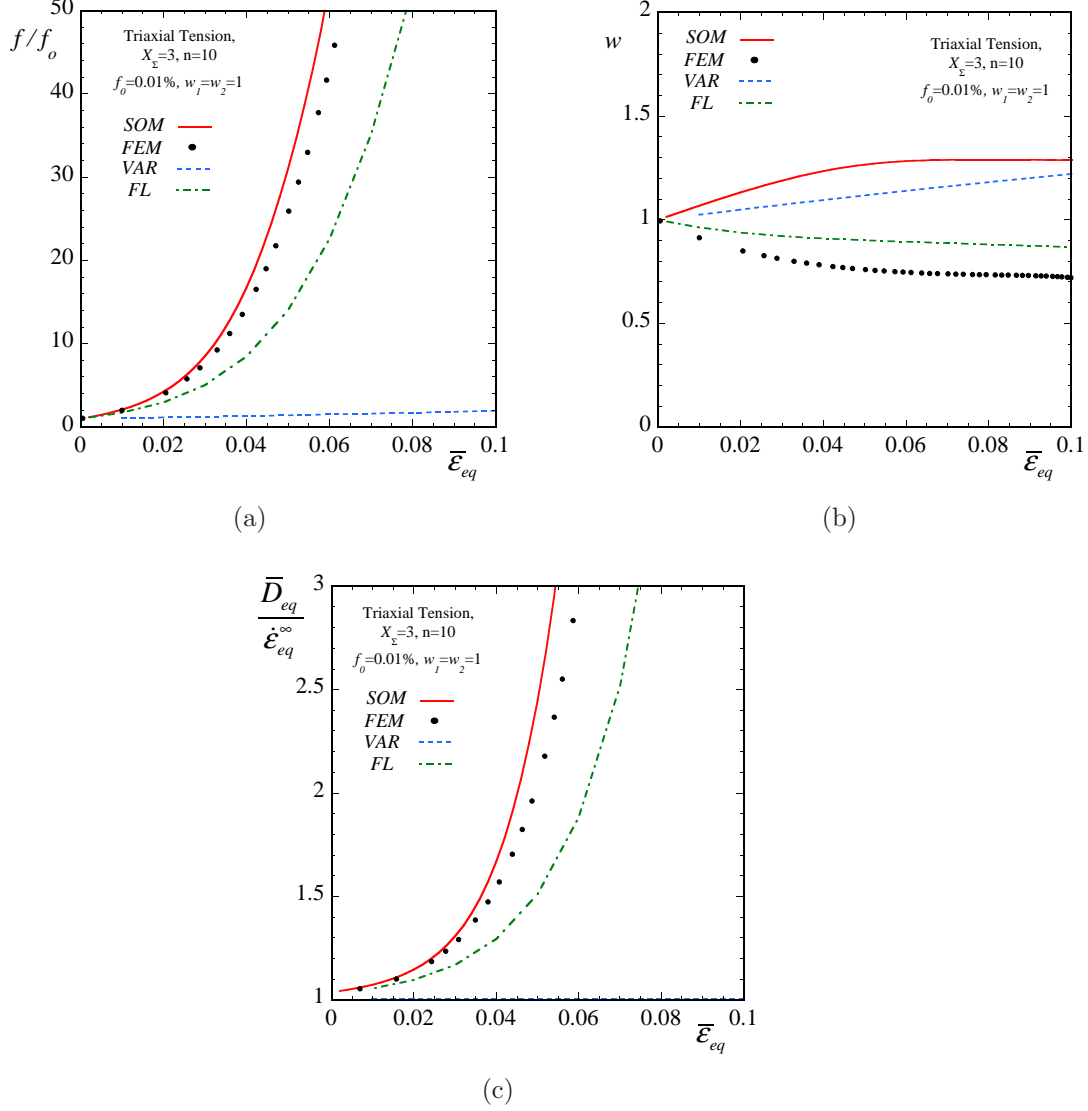 f/f_o
50
40
30
20
10
0
Triaxial Tension,
X_Σ=3, n=10
f_0=0.01%, w_1=w_2=1
SOM
FEM
VAR
FL
0 0.02 0.04 0.06 0.08 0.1
ε̅_eq
(a)
w
2
1.5
1
0.5
0
SOM
FEM
VAR
FL
Triaxial Tension,
X_Σ=3, n=10
f_0=0.01%, w_1=w_2=1
0 0.02 0.04 0.06 0.08 0.1
ε̅_eq
(b)
D̅_eq
ε̇_eq^∞
3
2.5
2
1.5
1
Triaxial Tension,
X_Σ=3, n=10
f_0=0.01%, w_1=w_2=1
SOM
FEM
VAR
FL
0 0.02 0.04 0.06 0.08 0.1
ε̅_eq
(c)